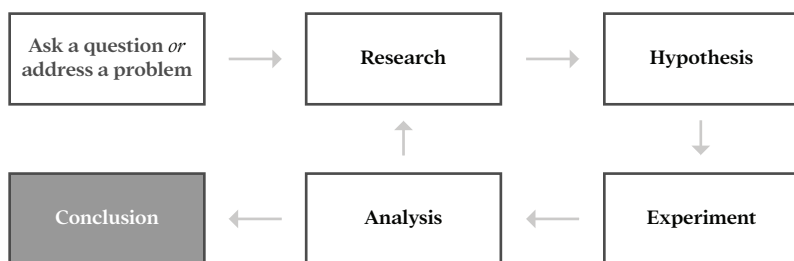 Ask a question or
address a problem
Research
Hypothesis
Conclusion
Analysis
Experiment